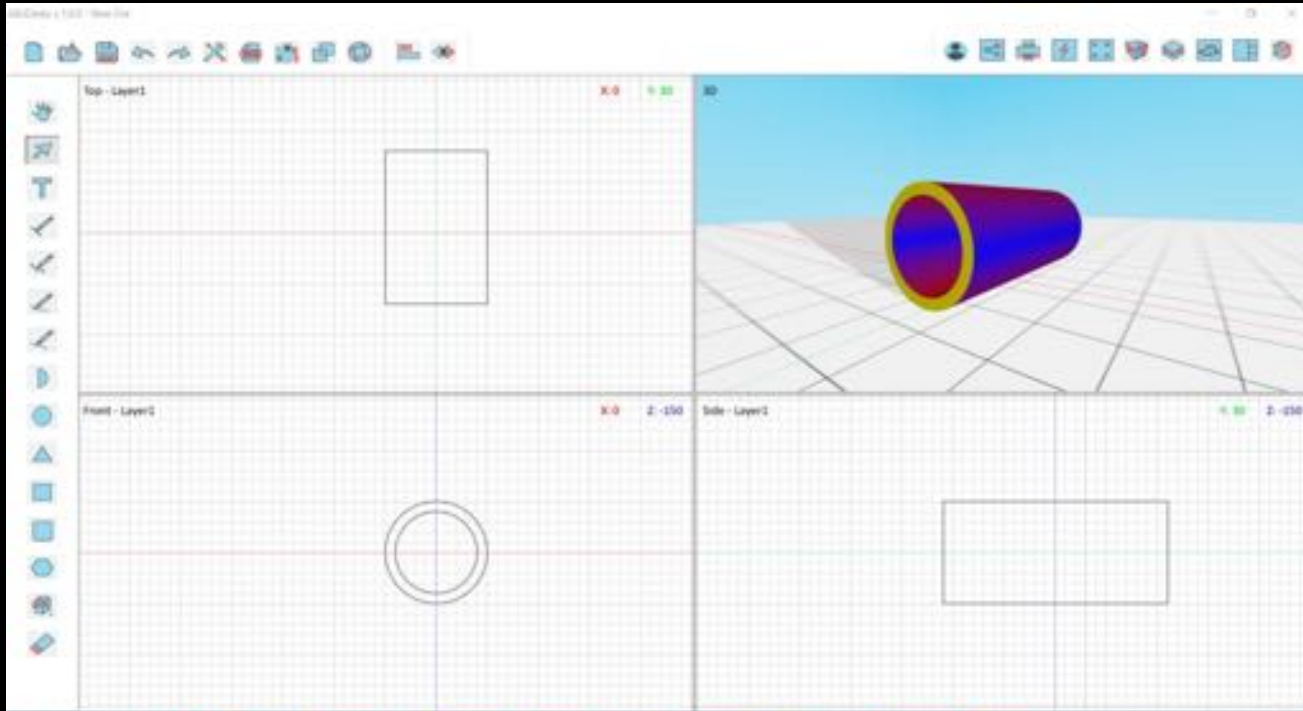 Top - Layer1
X: 0
Y: 30
3D
Front - Layer1
X: 0
Z: -150
Side - Layer1
Y: 30
Z: -150